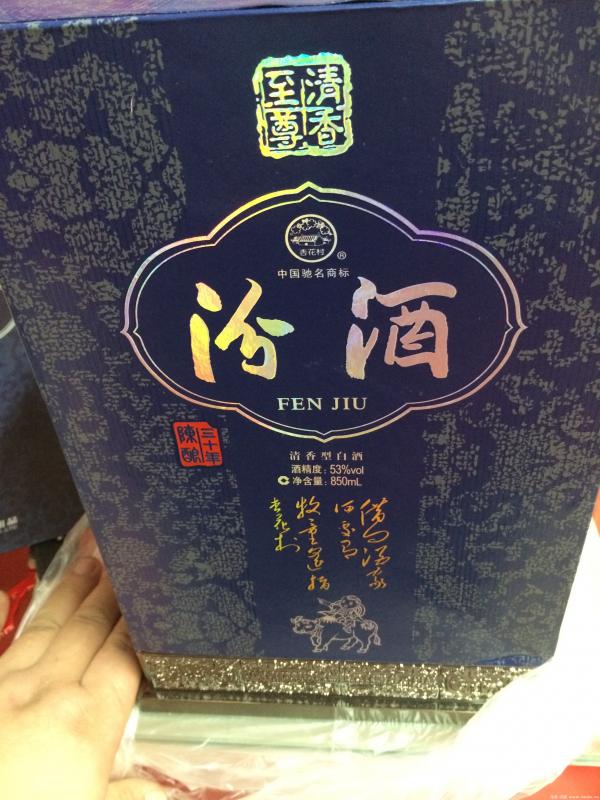 清香
至尊
杏花村
®
中国驰名商标
汾酒
FEN JIU
三十年
陳釀
清香型白酒
酒精度：53%vol
净含量：850mL
借问酒家
何处有
牧童遥指
杏花村